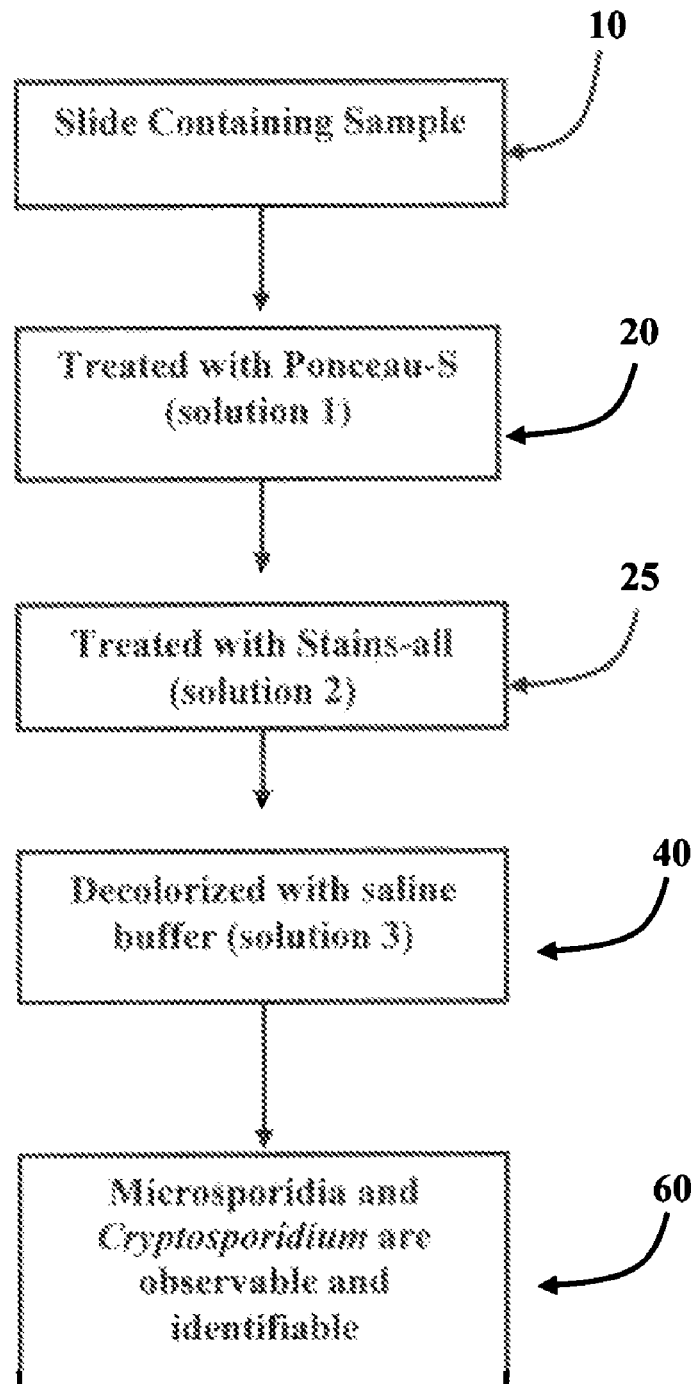 10
Slide Containing Sample
20
Treated with Ponceau-S
(solution 1)
25
Treated with Stains-all
(solution 2)
40
Decolorized with saline
buffer (solution 3)
60
Microsporidia and
Cryptosporidium are
observable and
identifiable